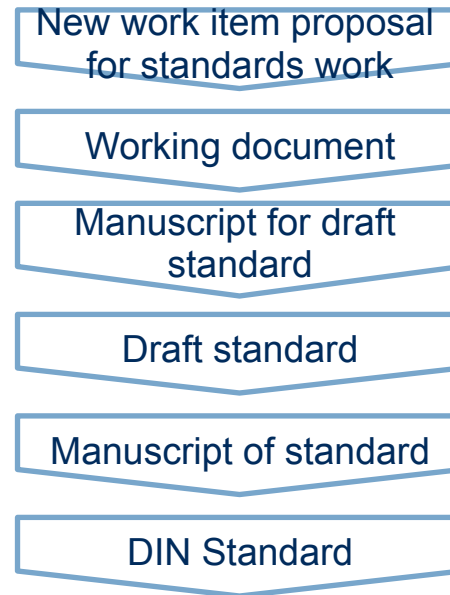 New work item proposal
for standards work
Working document
Manuscript for draft
standard
Draft standard
Manuscript of standard
DIN Standard